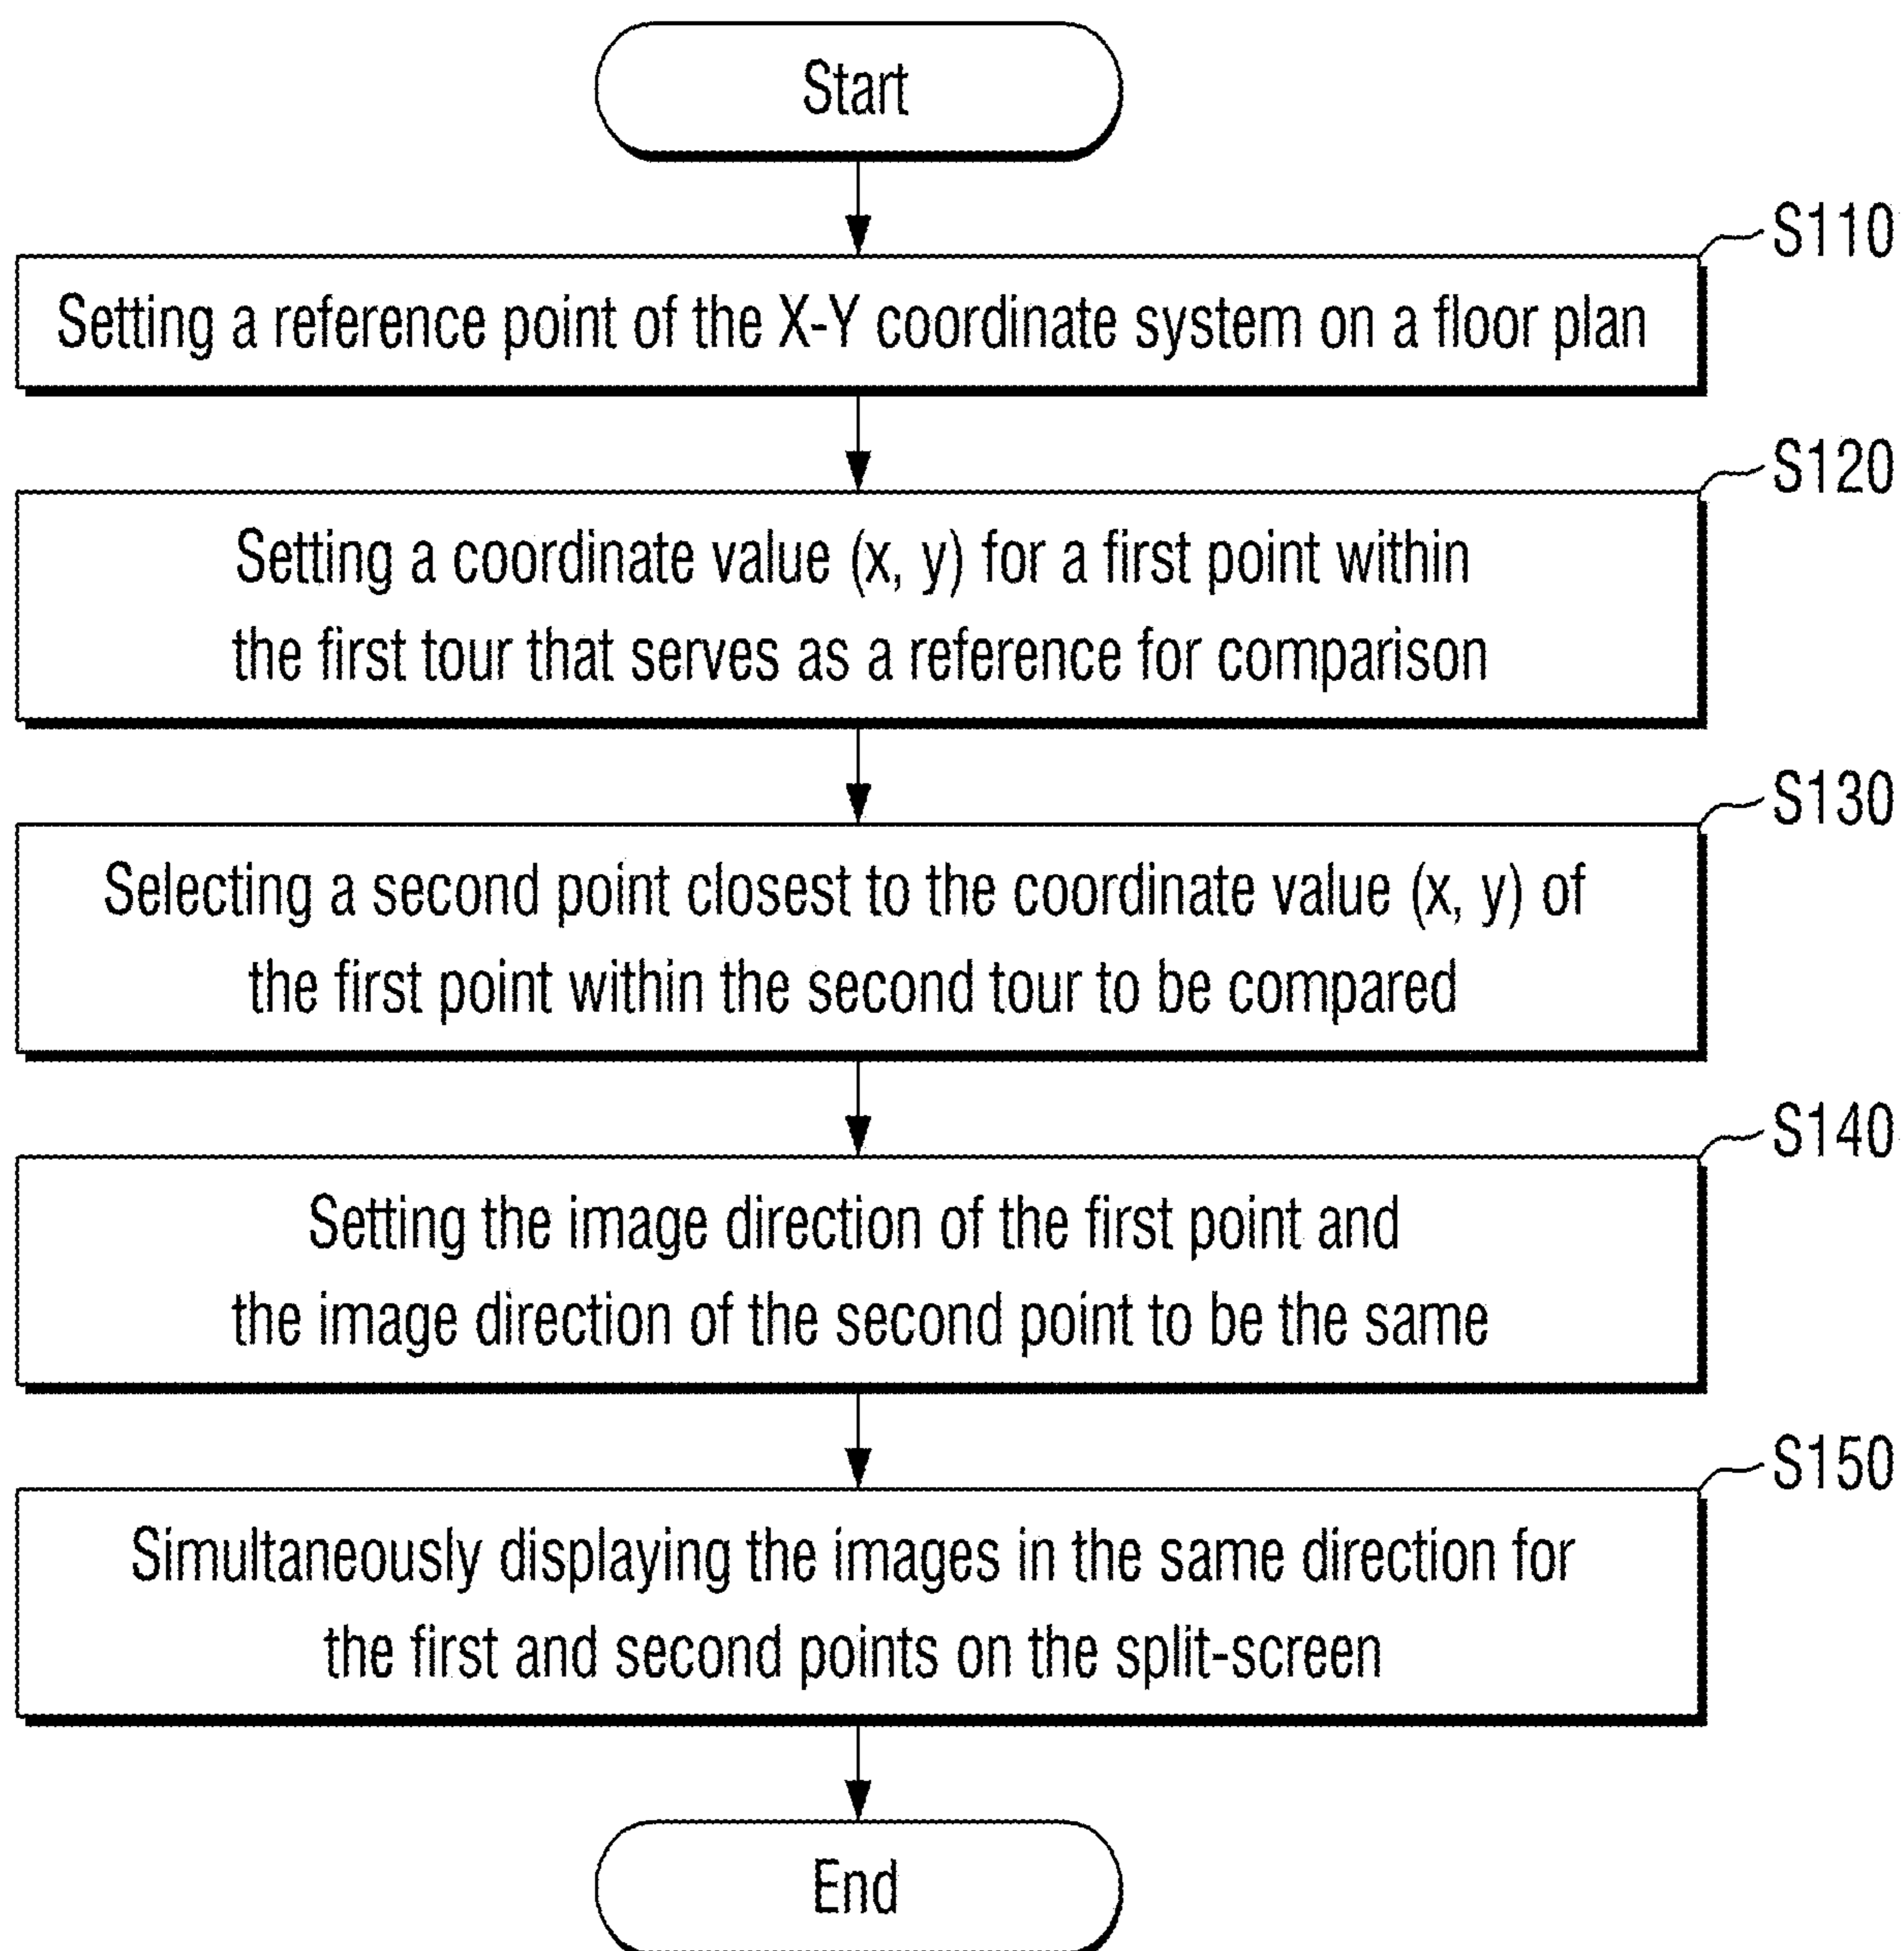 Start
S110
Setting a reference point of the X-Y coordinate system on a floor plan
S120
Setting a coordinate value (x, y) for a first point within
the first tour that serves as a reference for comparison
S130
Selecting a second point closest to the coordinate value (x, y) of
the first point within the second tour to be compared
S140
Setting the image direction of the first point and
the image direction of the second point to be the same
S150
Simultaneously displaying the images in the same direction for
the first and second points on the split-screen
End